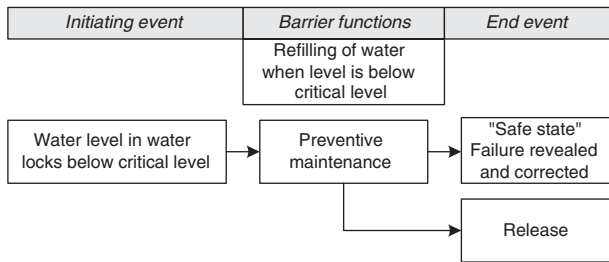 Initiating event
Barrier functions
End event
Refilling of water
when level is below
critical level
Water level in water
locks below critical level
Preventive
maintenance
"Safe state"
Failure revealed
and corrected
Release